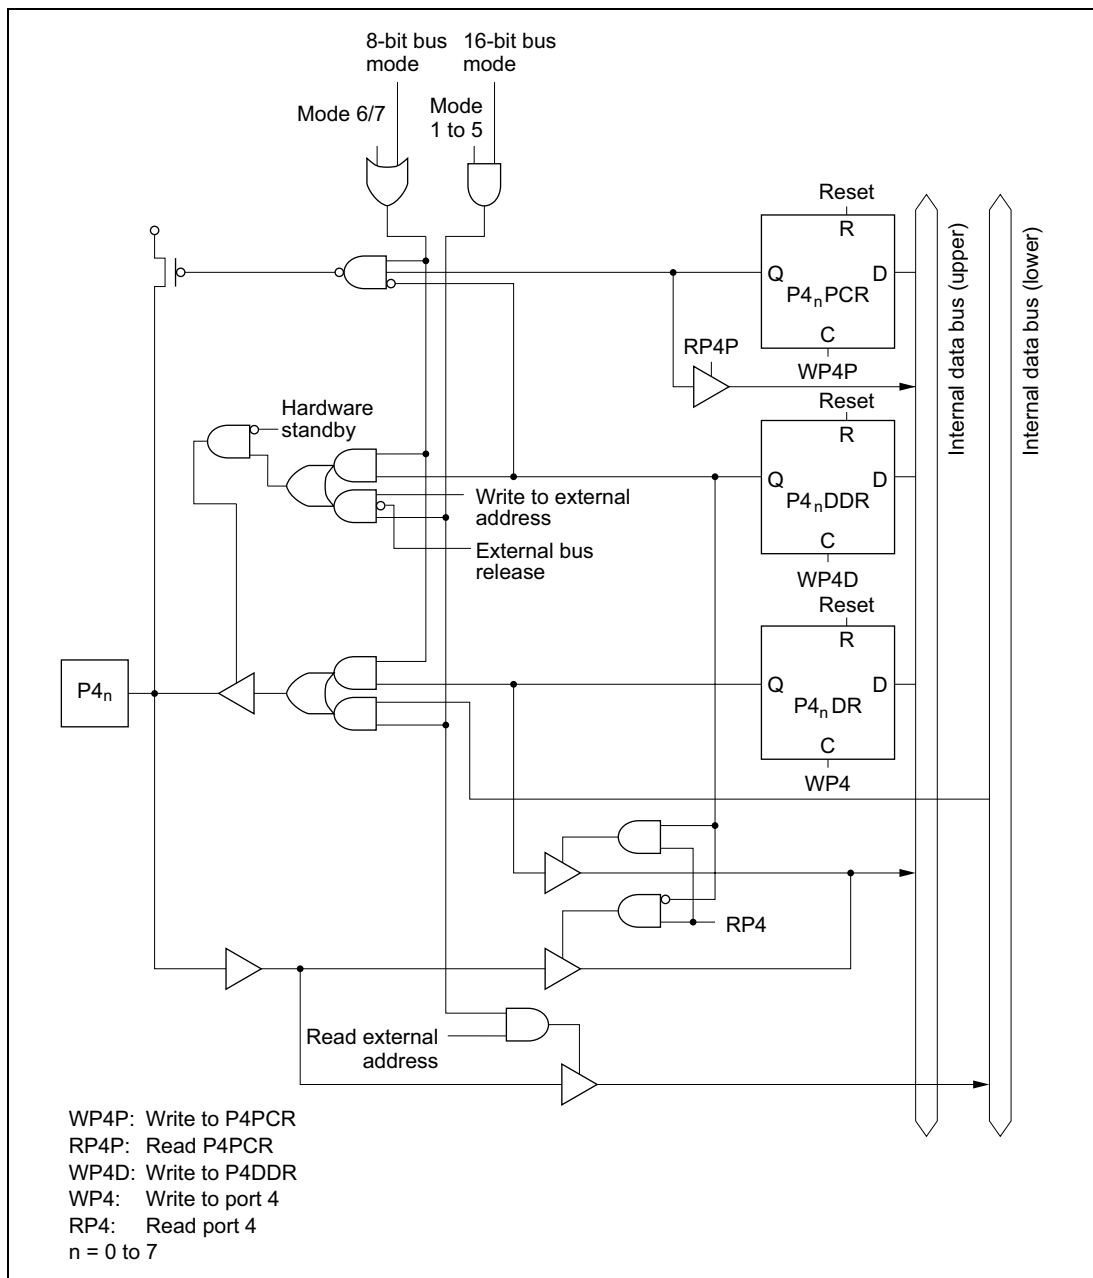 8-bit bus
mode
16-bit bus
mode
Mode 6/7
Mode
1 to 5
Reset
R
Q
D
P4nPCR
C
WP4P
RP4P
Reset
R
Q
D
P4nDDR
C
WP4D
Reset
R
Q
D
P4nDR
C
WP4
Internal data bus (upper)
Internal data bus (lower)
Hardware
standby
Write to external
address
External bus
release
P4n
RP4
Read external
address
WP4P: Write to P4PCR
RP4P: Read P4PCR
WP4D: Write to P4DDR
WP4: Write to port 4
RP4: Read port 4
n = 0 to 7